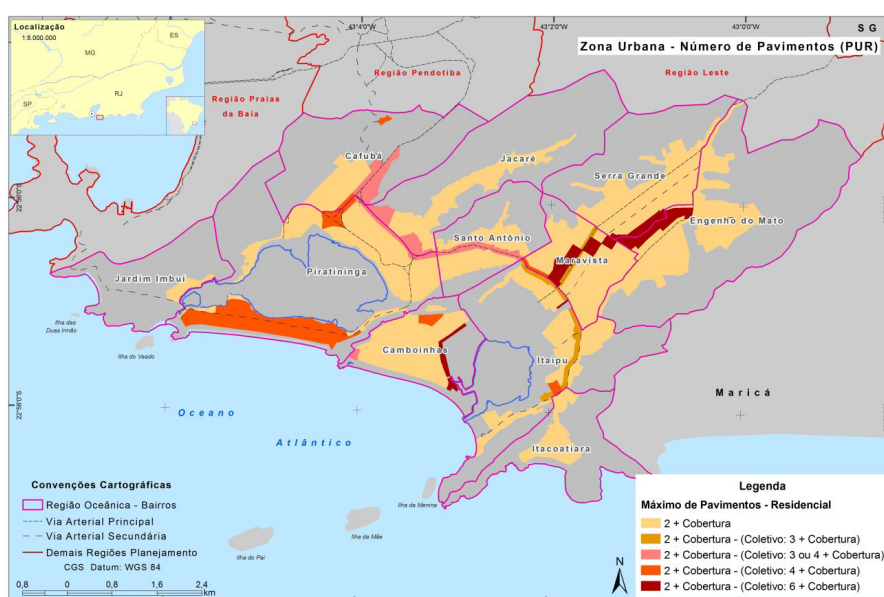 Localização
1:8.000.000
MG
ES
SP
RJ
43°4'0"W
43°2'0"W
43°0'0"W
S G
Zona Urbana - Número de Pavimentos (PUR)
Região Pendotiba
Região Leste
Região Praias
da Baía
Cafubá
Jacaré
Serra Grande
22°56'0"S
Engenho do Mato
Santo Antônio
Maravista
Piratininga
Jardim Imbuí
Ilha das
Duas Irmãs
Ilha do Veado
Camboinhas
Itaipu
Maricá
22°58'0"S
Oceano
Atlântico
Itacoatiara
Ilha da Menina
Ilha da Mãe
Ilha do Pai
Convenções Cartográficas
Região Oceânica - Bairros
Via Arterial Principal
Via Arterial Secundária
Demais Regiões Planejamento
CGS Datum: WGS 84
0,8 0 0,8 1,6 2,4
km
N
Legenda
Máximo de Pavimentos - Residencial
2 + Cobertura
2 + Cobertura - (Coletivo: 3 + Cobertura)
2 + Cobertura - (Coletivo: 3 ou 4 + Cobertura)
2 + Cobertura - (Coletivo: 4 + Cobertura)
2 + Cobertura - (Coletivo: 6 + Cobertura)